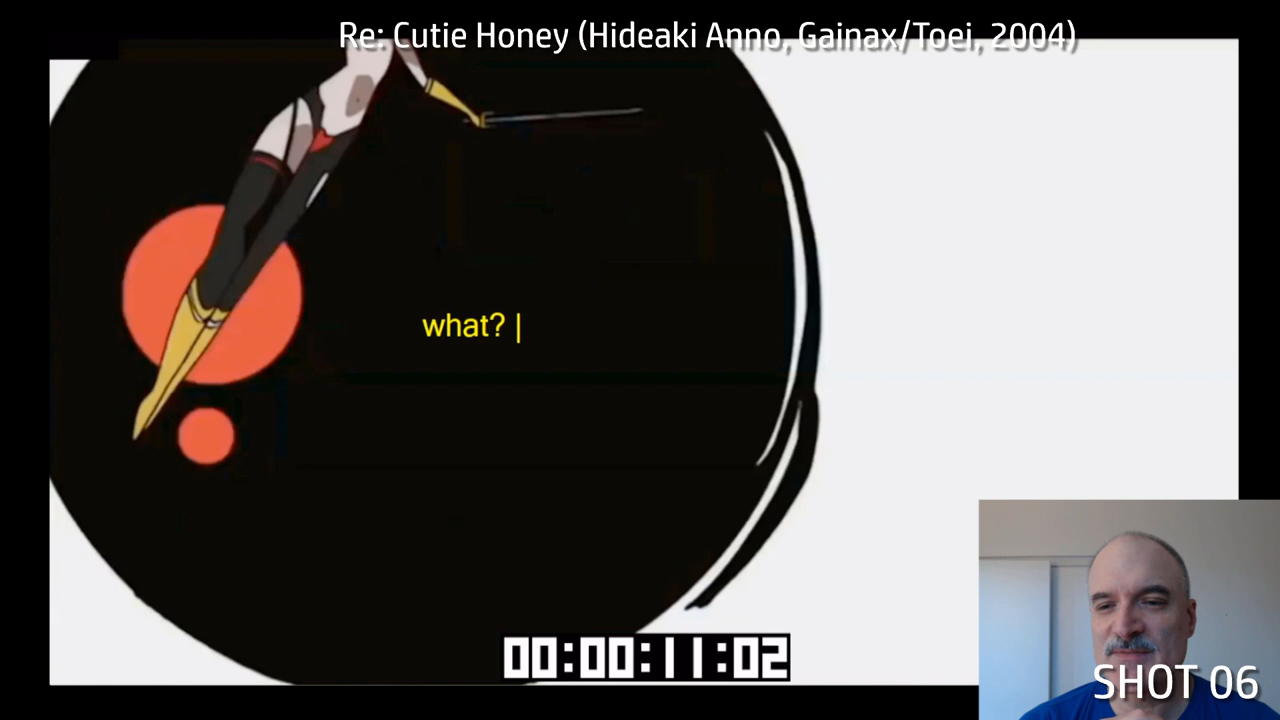 Re: Cutie Honey (Hideaki Anno, Gainax/Toei, 2004)
what? |
00:00:11:02
SHOT 06